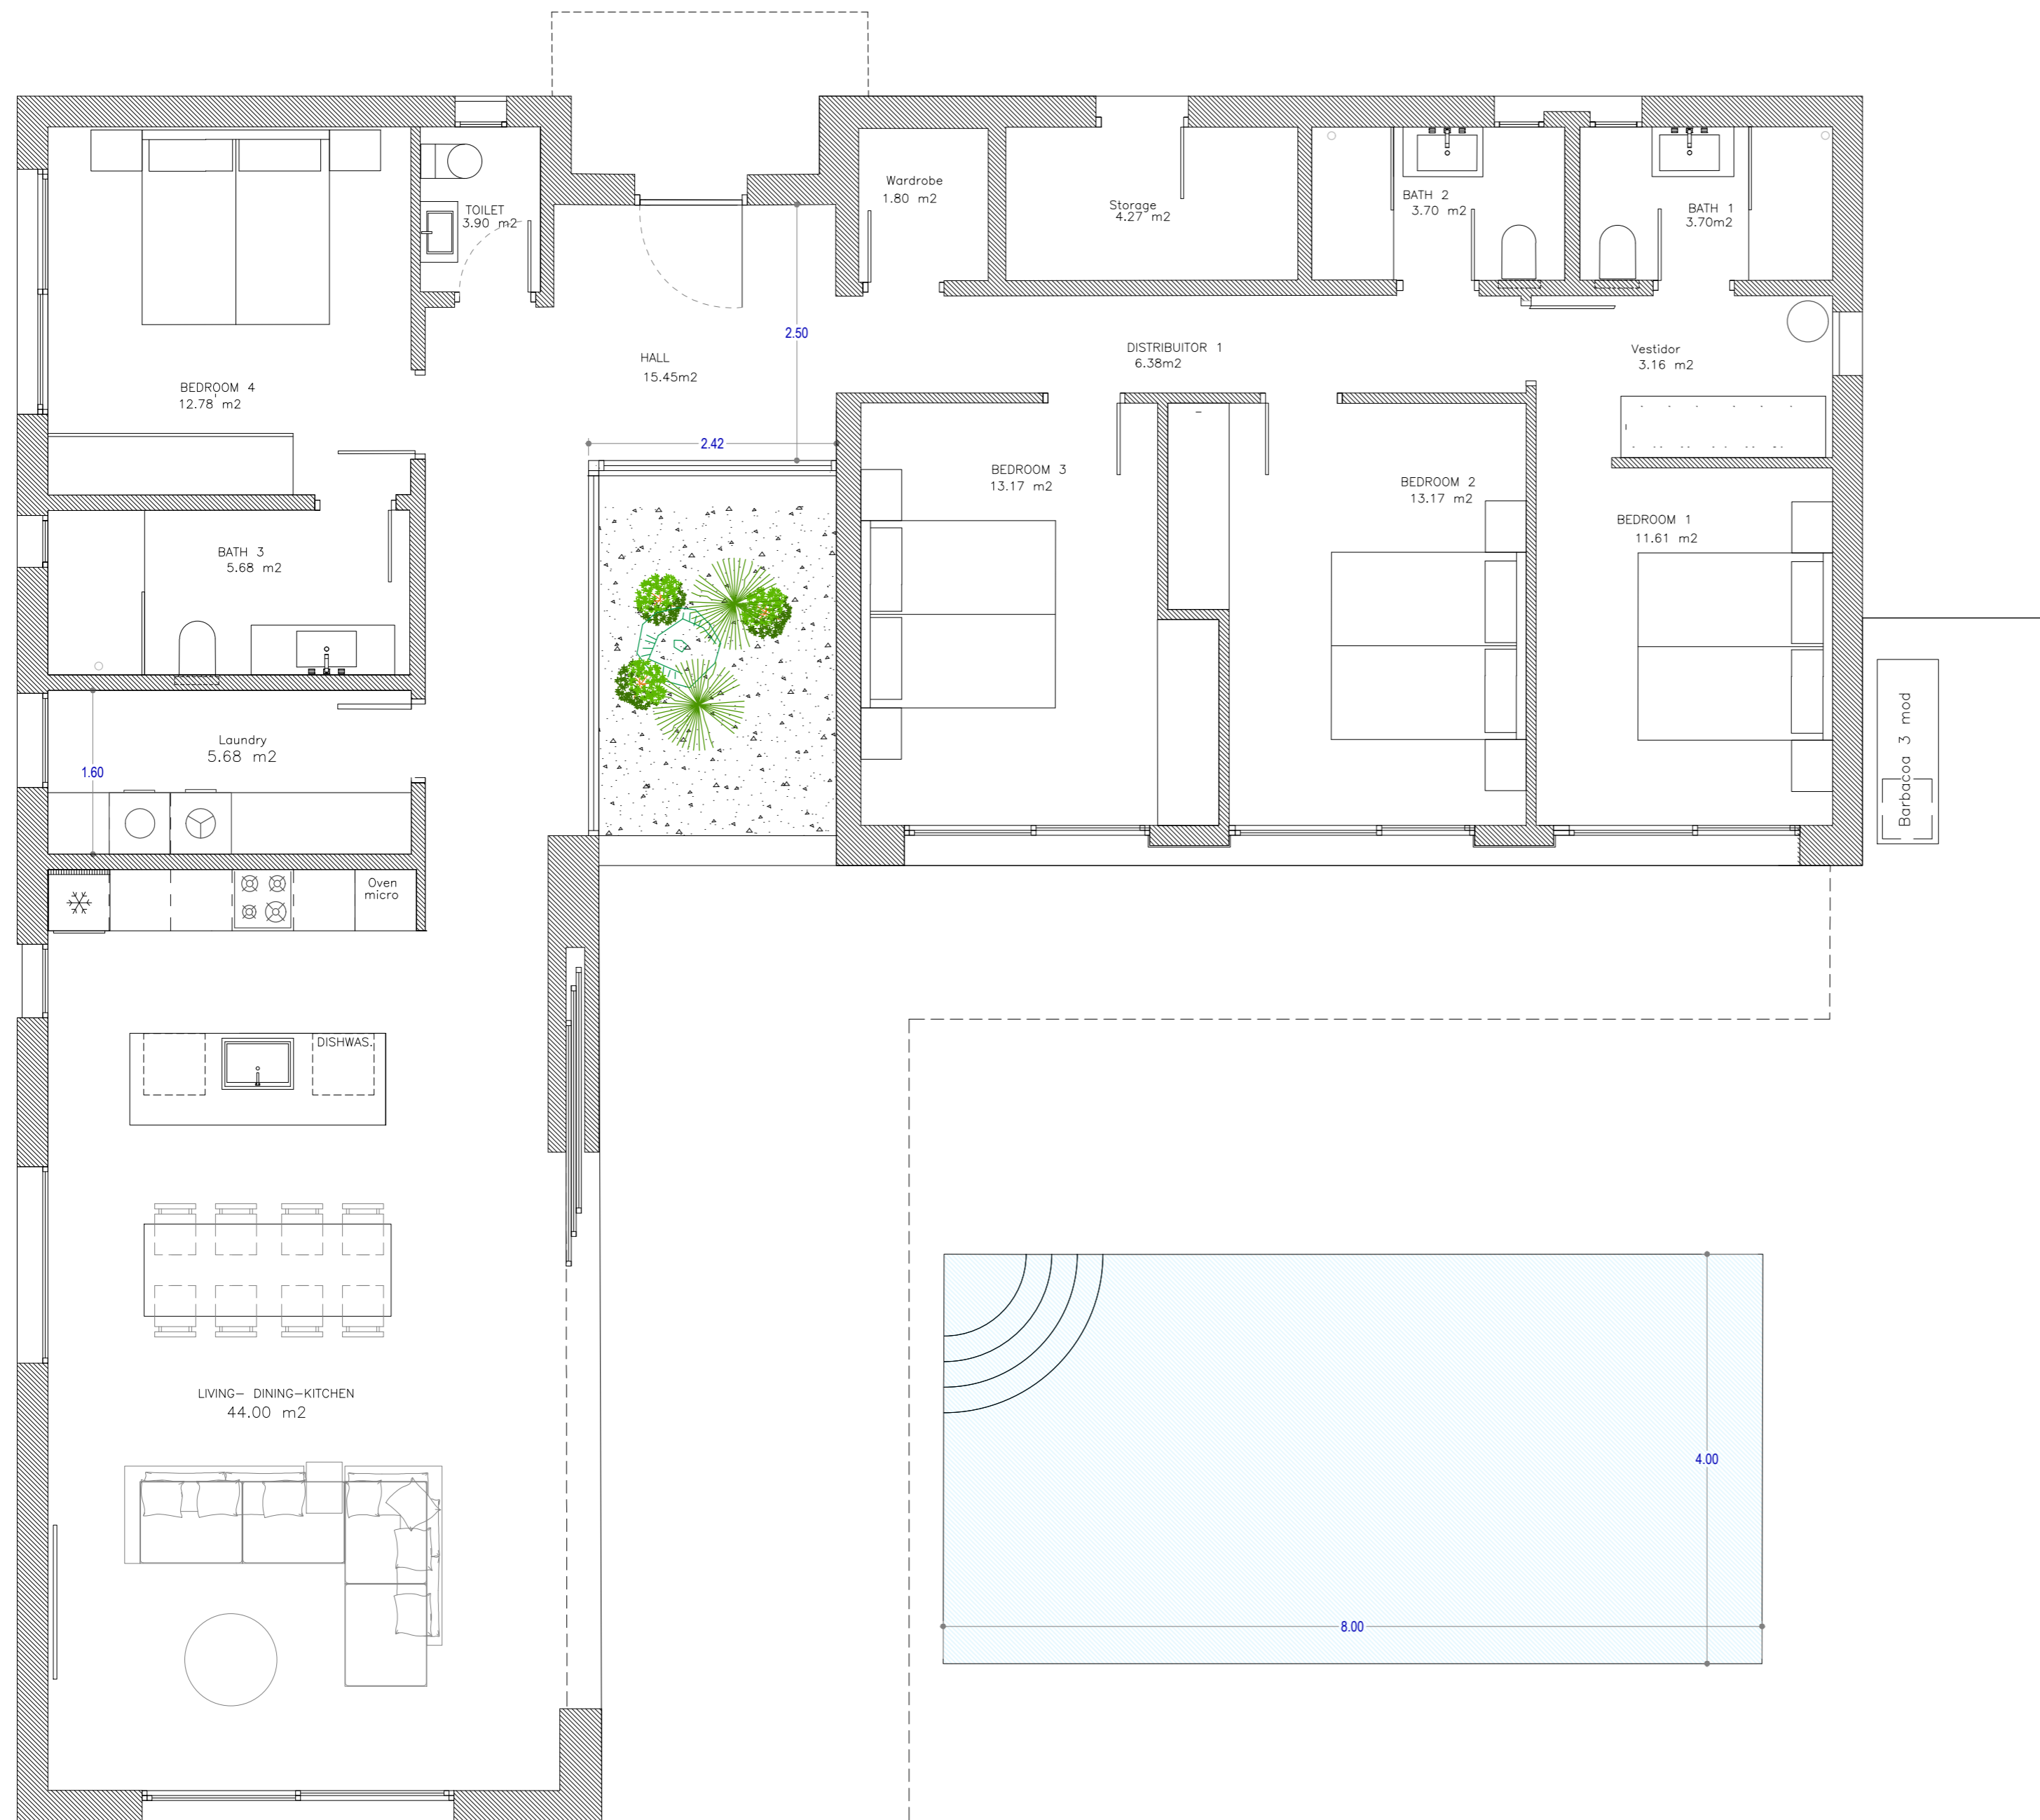 Wardrobe
1.80 m2
Storage
4.27 m2
BATH 2
3.70 m2
BATH 1
3.70m2
TOILET
3.90 m2
2.50
HALL
15.45m2
DISTRIBUITOR 1
6.38m2
Vestidor
3.16 m2
BEDROOM 4
12.78 m2
2.42
BEDROOM 3
13.17 m2
BEDROOM 2
13.17 m2
BEDROOM 1
11.61 m2
BATH 3
5.68 m2
Laundry
5.68 m2
1.60
Barbacoa 3 mod
Oven
micro
DISHWAS.
LIVING- DINING-KITCHEN
44.00 m2
4.00
8.00